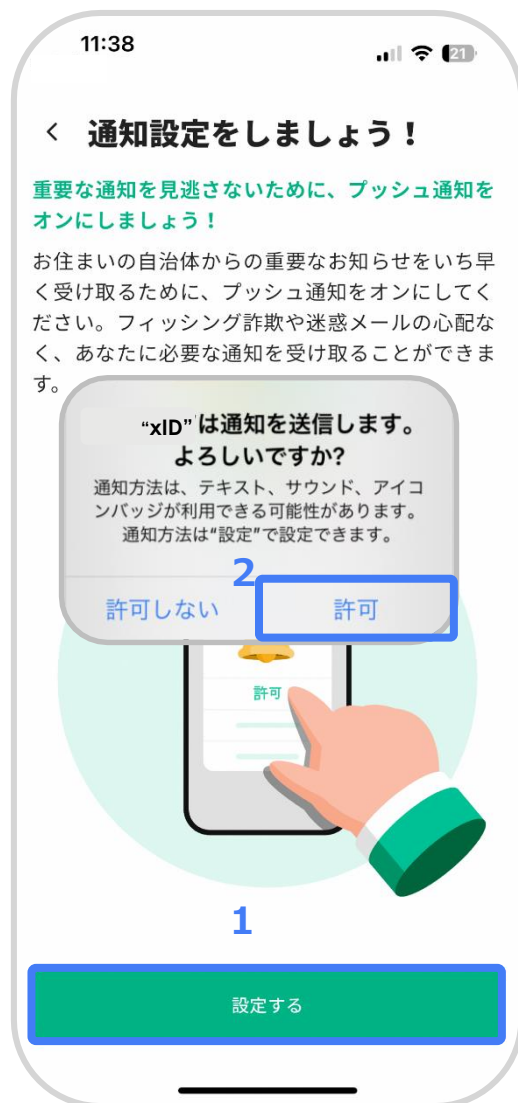 11:38
21
通知設定をしましょう！
重要な通知を見逃さないために、プッシュ通知を
オンにしましょう！
お住まいの自治体からの重要なお知らせをいち早
く受け取るために、プッシュ通知をオンにしてく
ださい。フィッシング詐欺や迷惑メールの心配な
く、あなたに必要な通知を受け取ることができま
す。
“xID”は通知を送信します。
よろしいですか?
通知方法は、テキスト、サウンド、アイコ
ンバッジが利用できる可能性があります。
通知方法は“設定”で設定できます。
2
許可しない 許可
許可
1
設定する